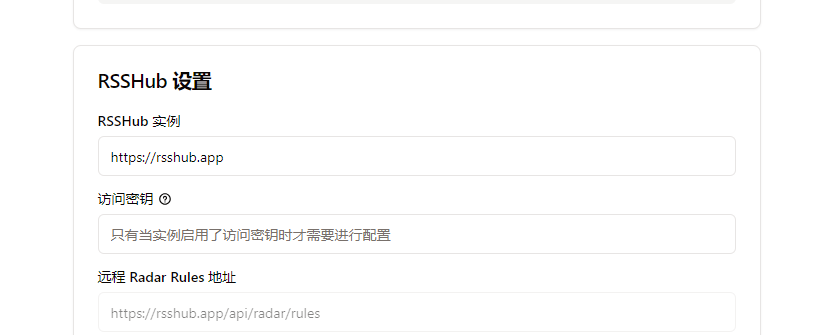 RSSHub 设置
RSSHub 实例
https://rsshub.app
访问密钥
只有当实例启用了访问密钥时才需要进行配置
远程 Radar Rules 地址
https://rsshub.app/api/radar/rules